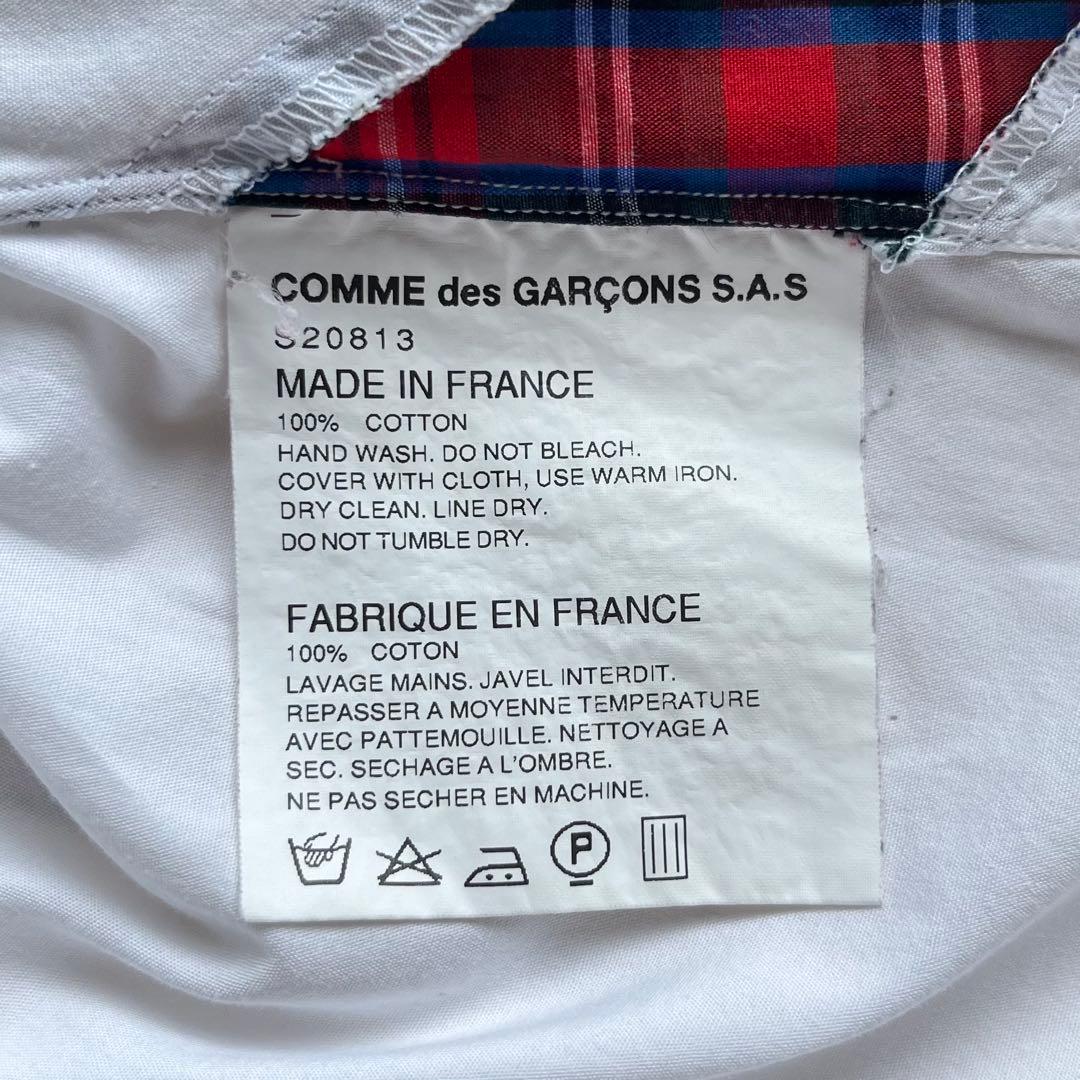 COMME des GARÇONS S.A.S
S20813
MADE IN FRANCE
100% COTTON
HAND WASH. DO NOT BLEACH.
COVER WITH CLOTH, USE WARM IRON.
DRY CLEAN. LINE DRY.
DO NOT TUMBLE DRY.
FABRIQUE EN FRANCE
100% COTON
LAVAGE MAINS. JAVEL INTERDIT.
REPASSER A MOYENNE TEMPERATURE
AVEC PATTEMOUILLE. NETTOYAGE A
SEC. SECHAGE A L'OMBRE.
NE PAS SECHER EN MACHINE.
P